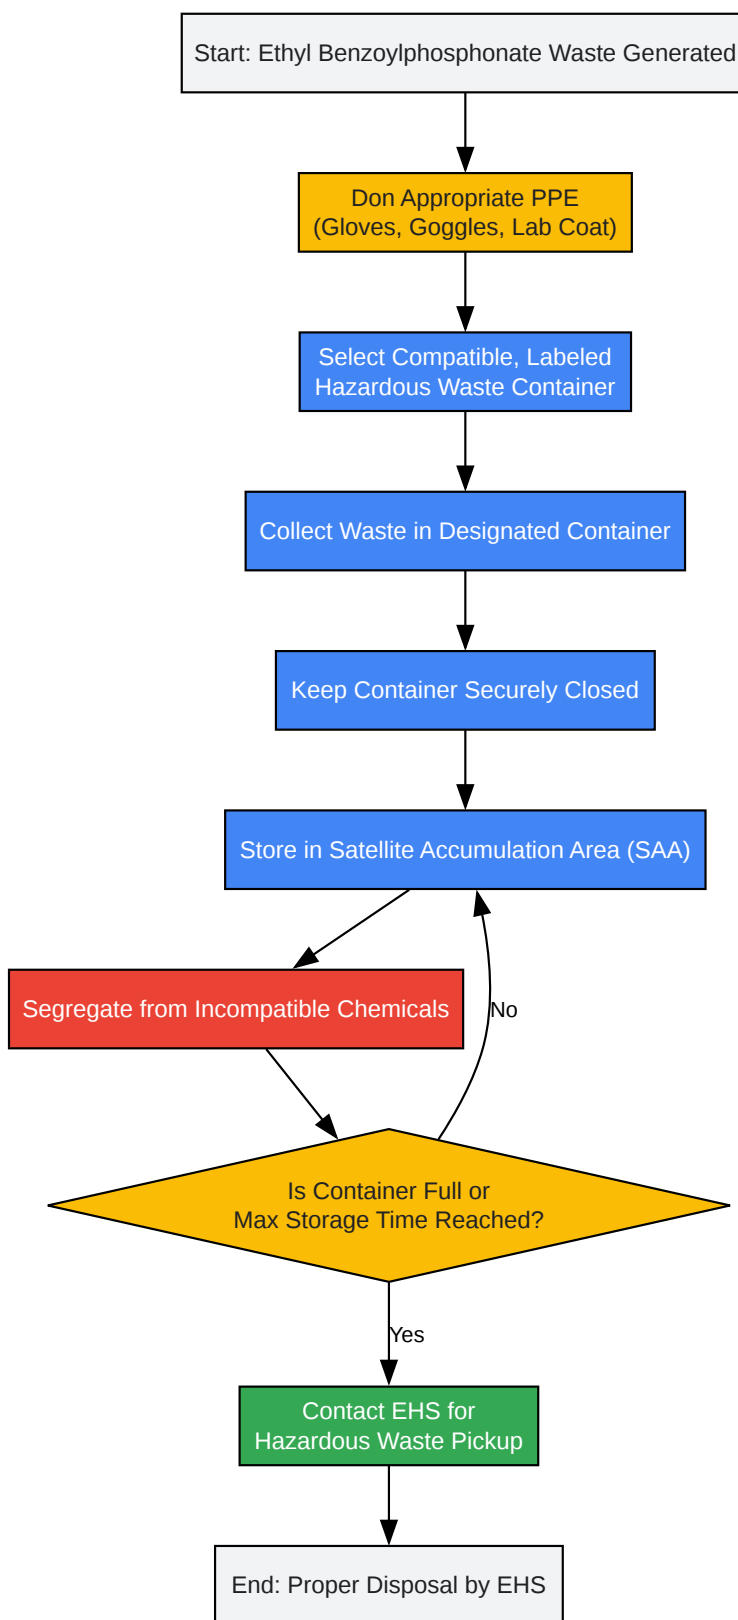 Start: Ethyl Benzoylphosphonate Waste Generated
Don Appropriate PPE
(Gloves, Goggles, Lab Coat)
Select Compatible, Labeled
Hazardous Waste Container
Collect Waste in Designated Container
Keep Container Securely Closed
Store in Satellite Accumulation Area (SAA)
Segregate from Incompatible Chemicals
No
Is Container Full or
Max Storage Time Reached?
Yes
Contact EHS for
Hazardous Waste Pickup
End: Proper Disposal by EHS